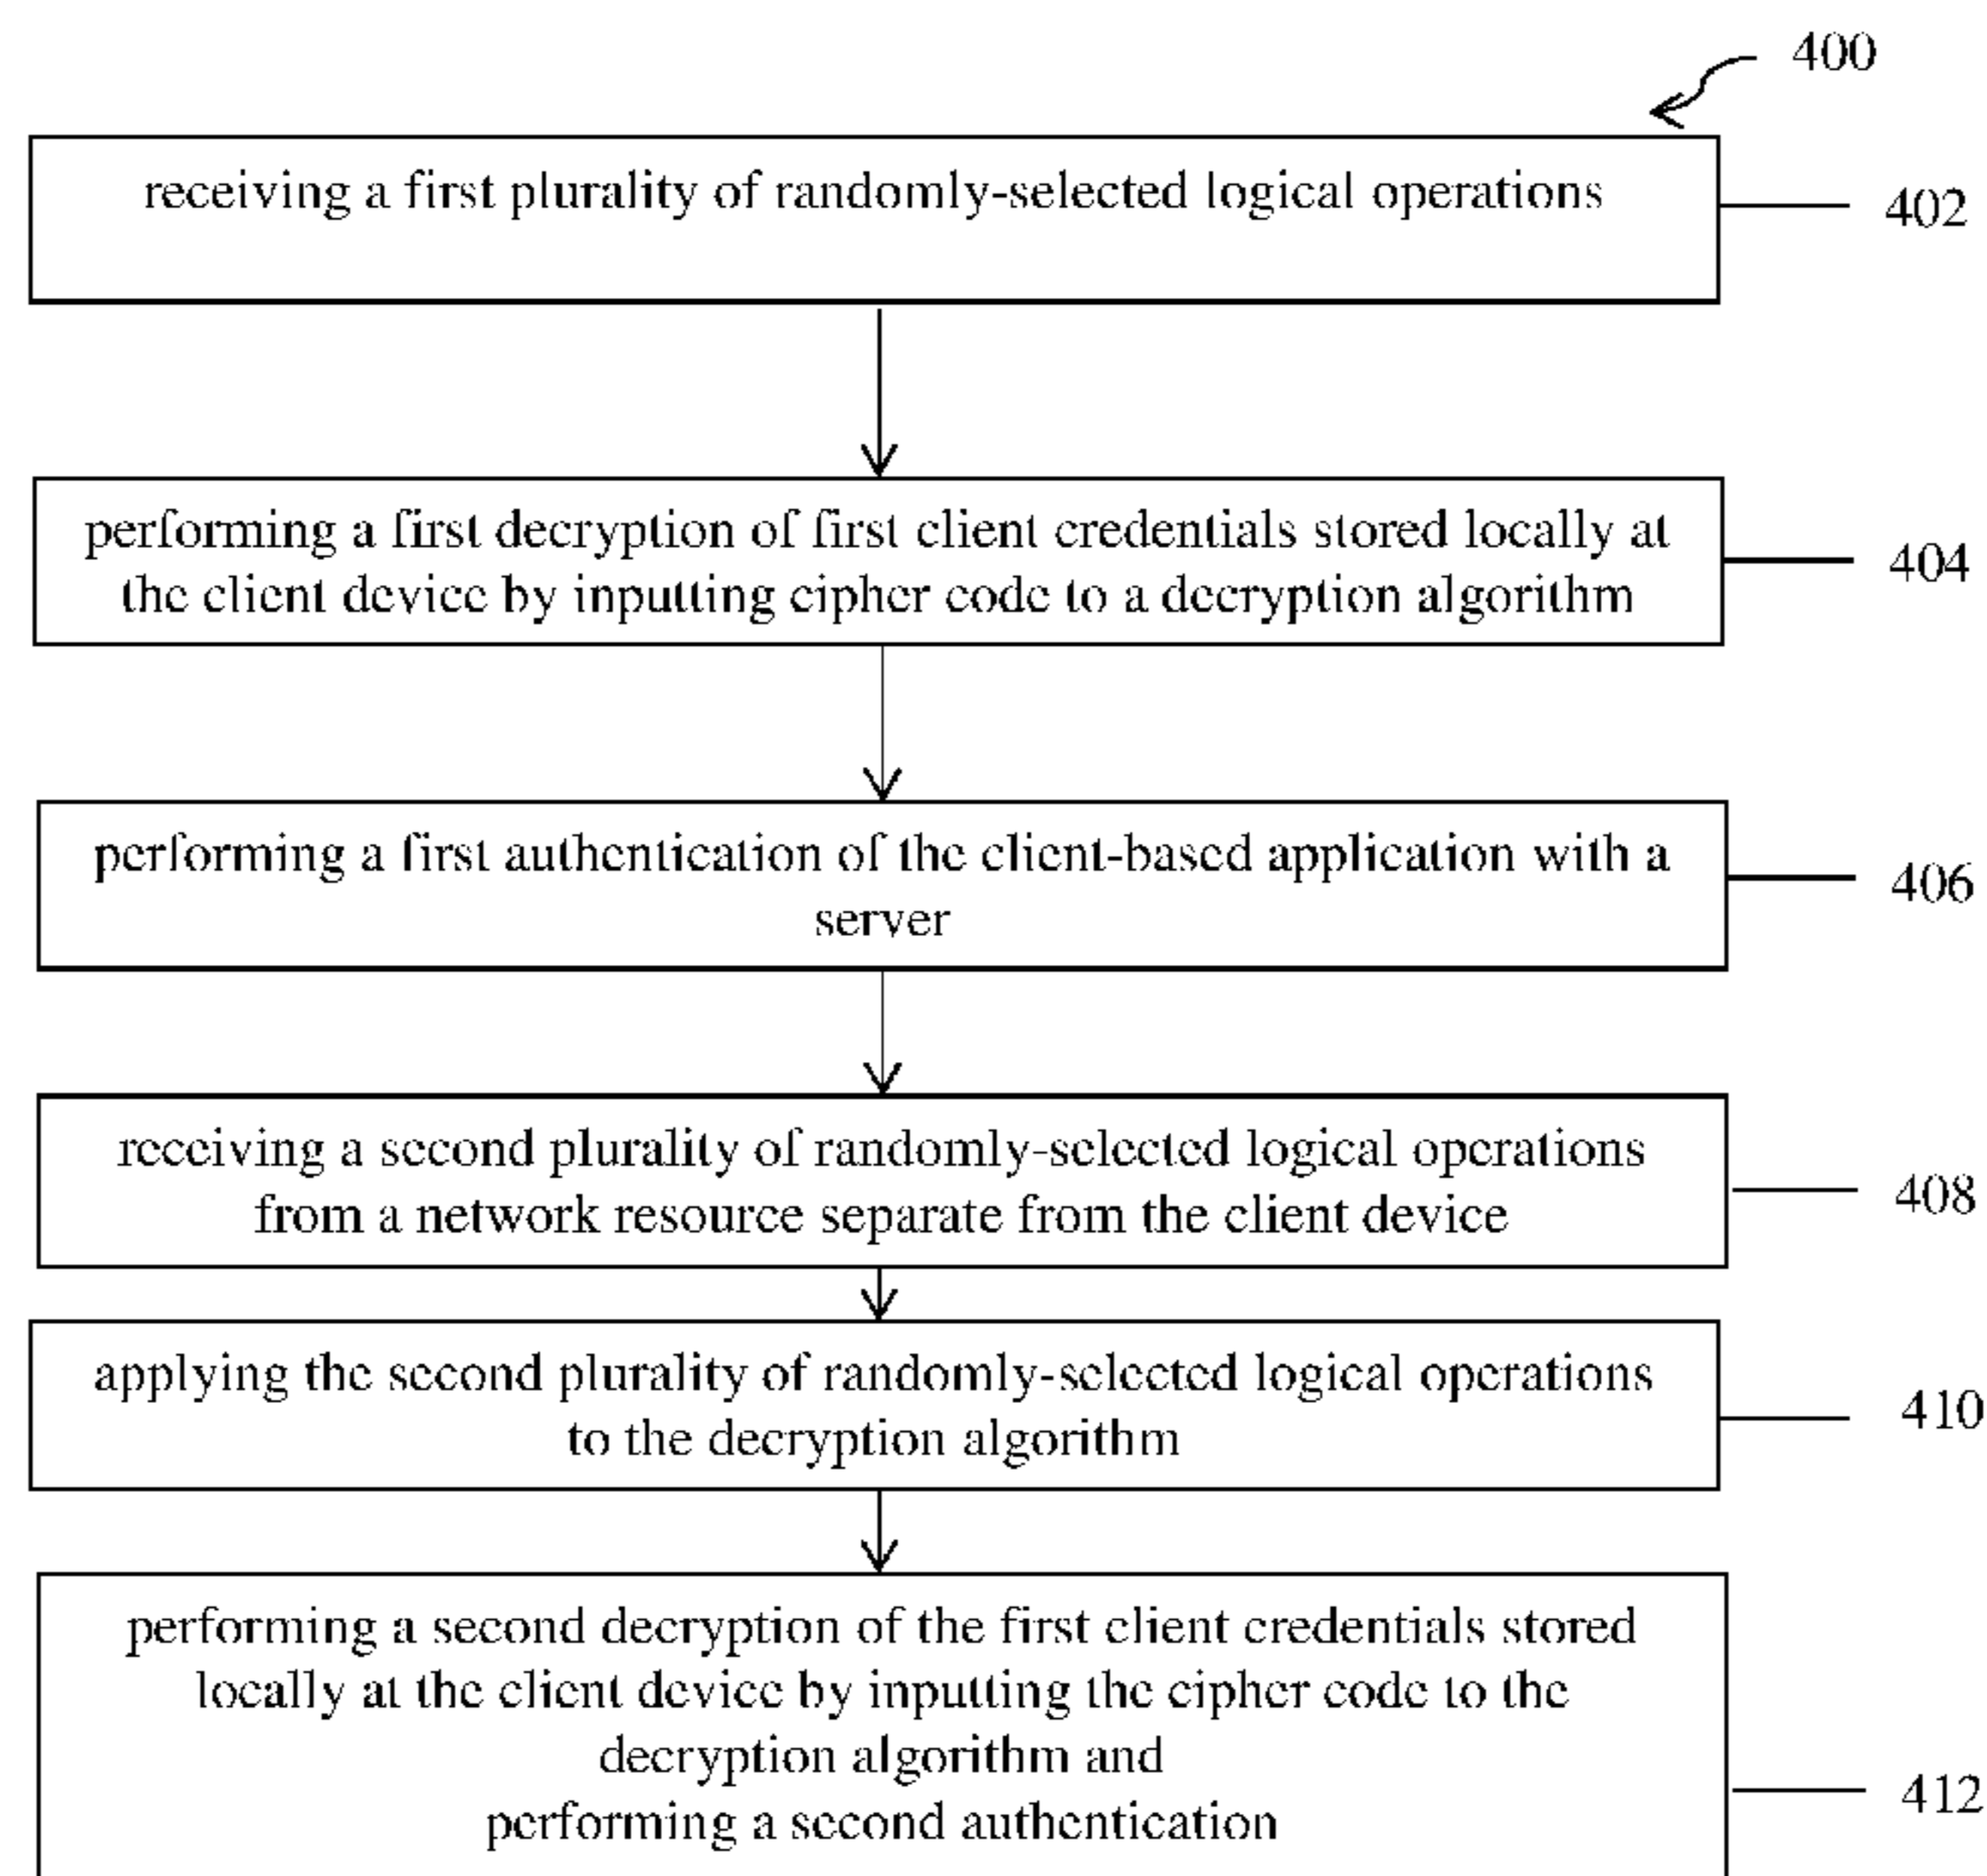 400
receiving a first plurality of randomly-selected logical operations
402
performing a first decryption of first client credentials stored locally at
the client device by inputting cipher code to a decryption algorithm
404
performing a first authentication of the client-based application with a
server
406
receiving a second plurality of randomly-selected logical operations
from a network resource separate from the client device
408
applying the second plurality of randomly-selected logical operations
to the decryption algorithm
410
performing a second decryption of the first client credentials stored
locally at the client device by inputting the cipher code to the
decryption algorithm and
performing a second authentication
412